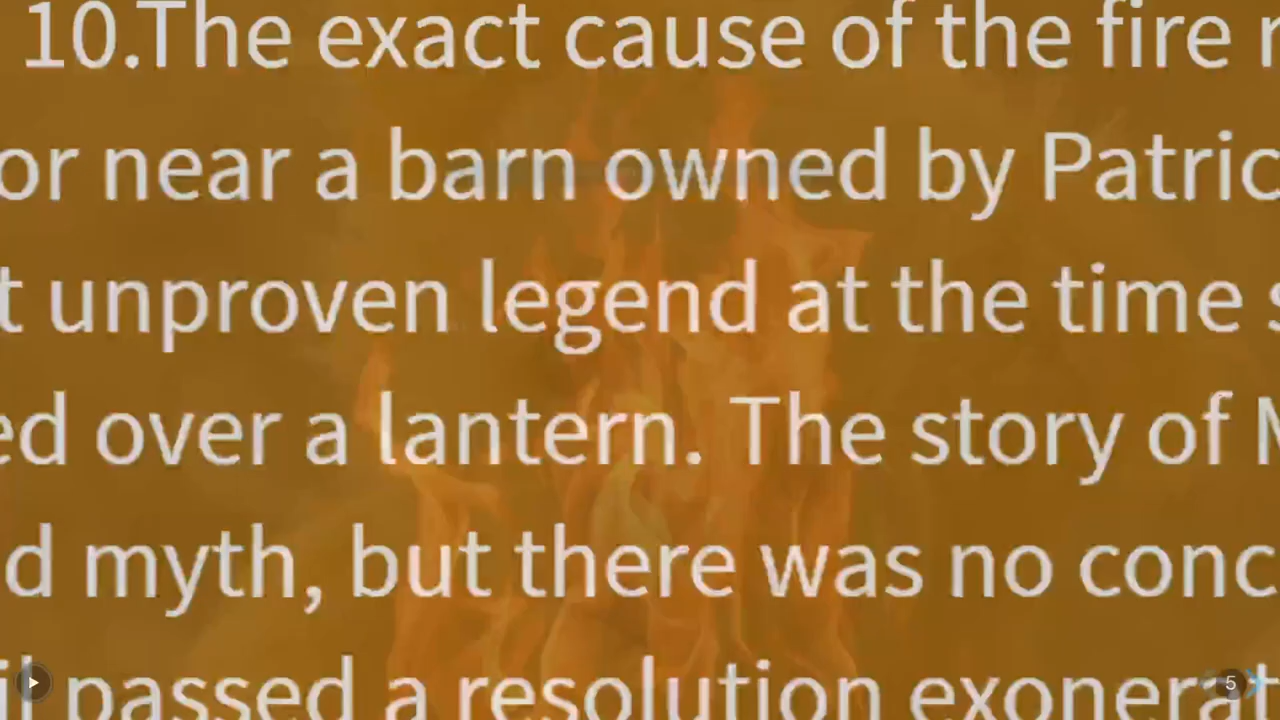 10.The exact cause of the fire
or near a barn owned by Patric
t unproven legend at the time s
ed over a lantern. The story of M
d myth, but there was no conc
il passed a resolution exonerat
5